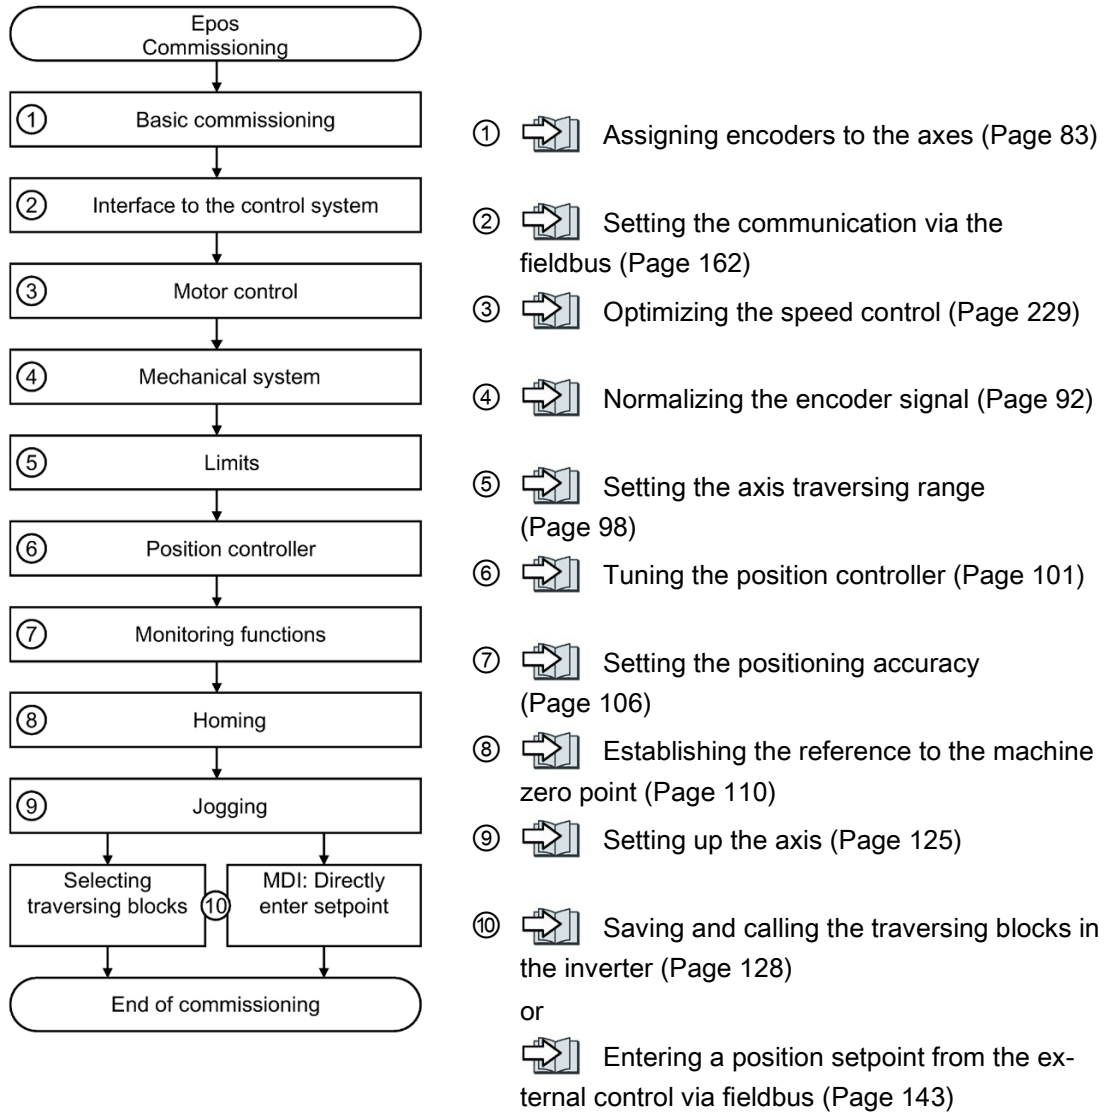 Epos
Commissioning
① Basic commissioning
② Interface to the control system
③ Motor control
④ Mechanical system
⑤ Limits
⑥ Position controller
⑦ Monitoring functions
⑧ Homing
⑨ Jogging
Selecting
traversing blocks
⑩
MDI: Directly
enter setpoint
End of commissioning
① Assigning encoders to the axes (Page 83)
② Setting the communication via the
fieldbus (Page 162)
③ Optimizing the speed control (Page 229)
④ Normalizing the encoder signal (Page 92)
⑤ Setting the axis traversing range
(Page 98)
⑥ Tuning the position controller (Page 101)
⑦ Setting the positioning accuracy
(Page 106)
⑧ Establishing the reference to the machine
zero point (Page 110)
⑨ Setting up the axis (Page 125)
⑩ Saving and calling the traversing blocks in
the inverter (Page 128)
or
Entering a position setpoint from the ex-
ternal control via fieldbus (Page 143)